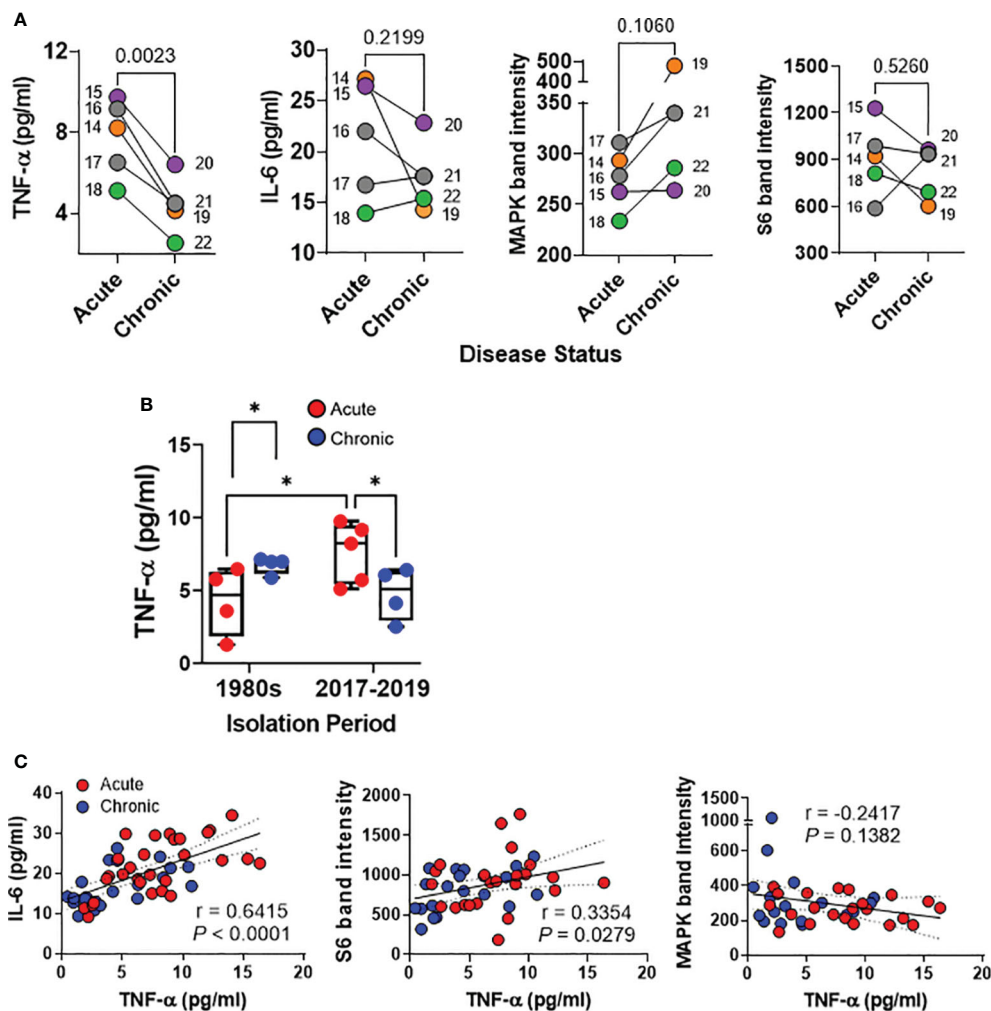 A
0.0023
12
8
4
TNF-α (pg/ml)
15
16
14
17
18
20
21
19
22
Acute
Chronic
0.2199
30
25
20
15
10
IL-6 (pg/ml)
14
15
16
17
18
20
21
22
19
Acute
Chronic
0.1060
500
400
350
300
250
200
MAPK band intensity
17
14
16
15
18
19
21
22
20
Acute
Chronic
0.5260
1500
1200
900
600
300
S6 band intensity
15
17
14
18
16
20
21
22
19
Acute
Chronic
Disease Status
B
* Acute
Chronic
* *
15
10
5
0
TNF-α (pg/ml)
1980s 2017-2019
Isolation Period
C
Acute
Chronic
40
30
20
10
0
IL-6 (pg/ml)
r = 0.6415
P < 0.0001
0 5 10 15 20
TNF-α (pg/ml)
2000
1500
1000
500
0
S6 band intensity
r = 0.3354
P = 0.0279
0 5 10 15 20
TNF-α (pg/ml)
1500
1000
600
400
200
0
MAPK band intensity
r = -0.2417
P = 0.1382
0 5 10 15 20
TNF-α (pg/ml)